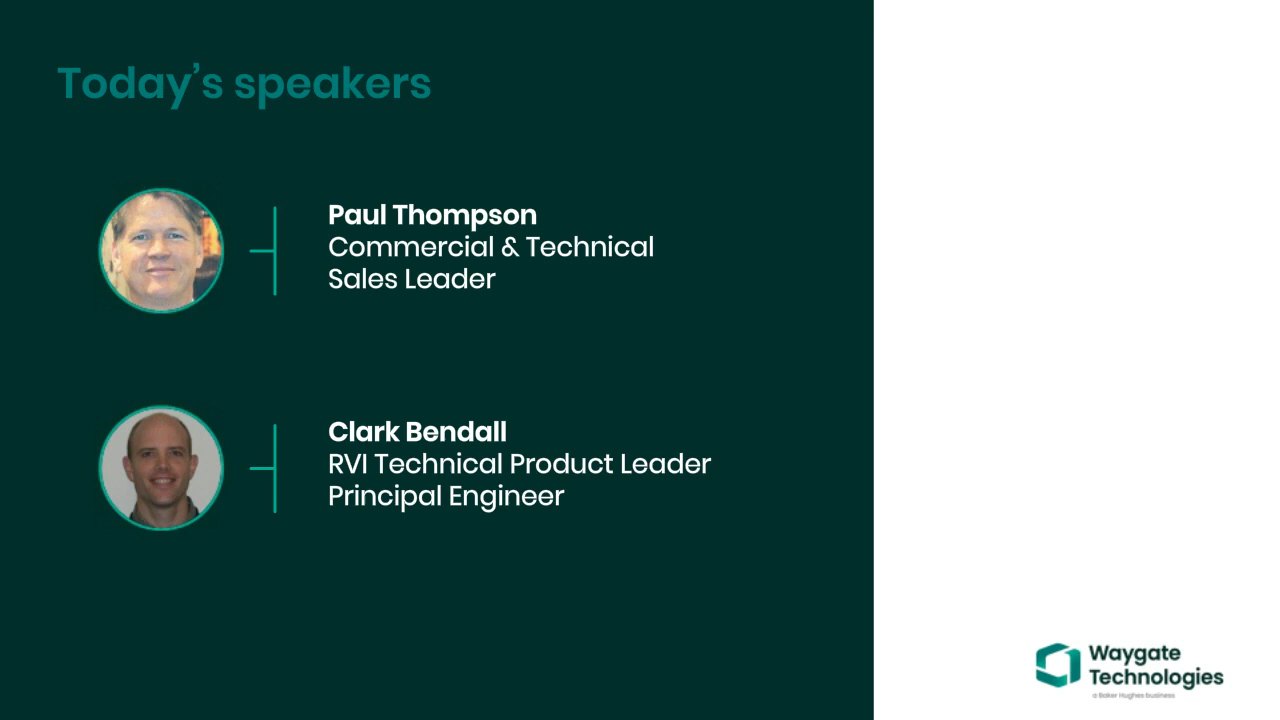 Today’s speakers
Paul Thompson
Commercial & Technical
Sales Leader
Clark Bendall
RVI Technical Product Leader
Principal Engineer
Waygate
Technologies
a Baker Hughes business